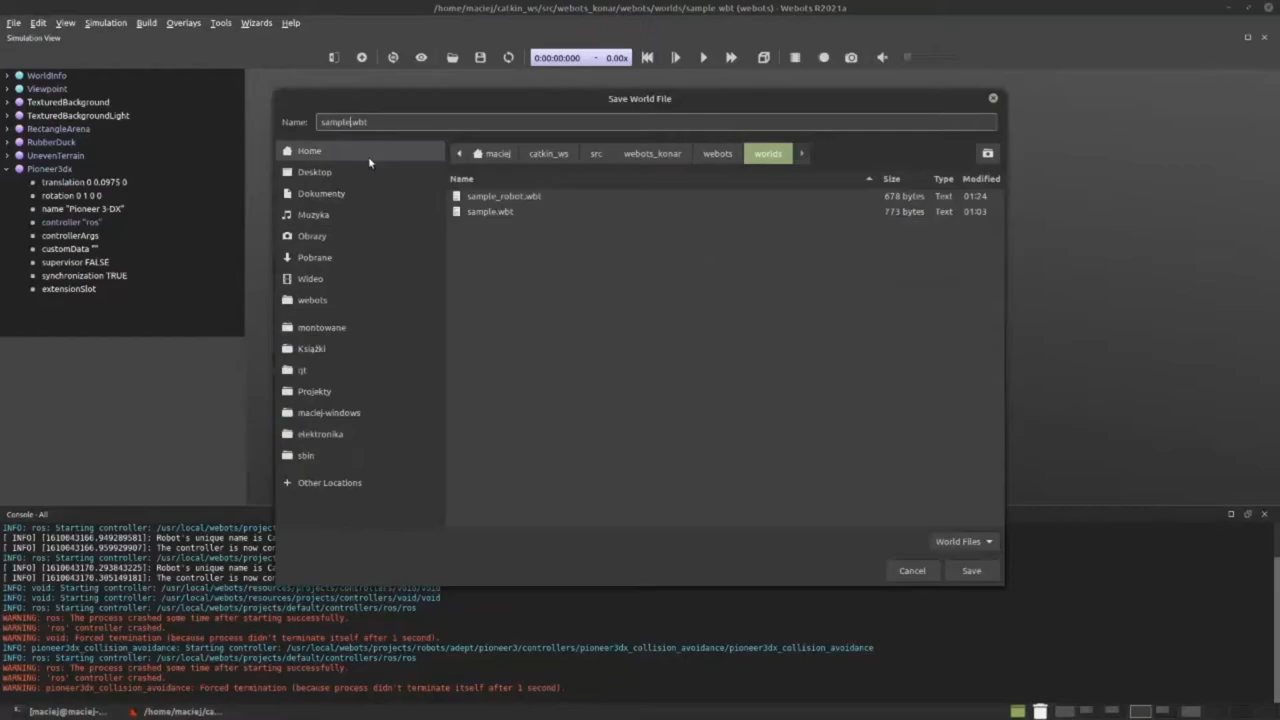 /home/maciej/catkin_ws/src/webots_konar/webots/worlds/sample.wbt (webots) - Webots R2021a
File Edit View Simulation Build Overlays Tools Wizards Help
Simulation View
0:00:00:000 - 0.00x
WorldInfo
Viewpoint
TexturedBackground
TexturedBackgroundLight
RectangleArena
RubberDuck
UnevenTerrain
Pioneer3dx
translation 0 0.0975 0
rotation 0 1 0 0
name "Pioneer 3-DX"
controller "ros"
controllerArgs
customData ""
supervisor FALSE
synchronization TRUE
extensionSlot
Save World File
Name: sample.wbt
Home
Desktop
Dokumenty
Muzyka
Obrazy
Pobrane
Wideo
webots
montowane
Książki
qt
Projekty
maciej-windows
elektronika
sbin
Other Locations
maciej catkin_ws src webots_konar webots worlds
Name Size Type Modified
sample_robot.wbt 678 bytes Text 01:24
sample.wbt 773 bytes Text 01:03
World Files
Cancel Save
Console - All
INFO: ros: Starting controller: /usr/local/webots/project
[ INFO] [1610043166.949289581]: Robot's unique name is Ca
[ INFO] [1610043166.959929907]: The controller is now con
INFO: ros: Starting controller: /usr/local/webots/project
[ INFO] [1610043170.293843225]: Robot's unique name is Ca
[ INFO] [1610043170.305149181]: The controller is now con
INFO: void: Starting controller: /usr/local/webots/resources/projects/controllers/void/void
INFO: ros: Starting controller: /usr/local/webots/projects/default/controllers/ros/ros
WARNING: ros: The process crashed some time after starting successfully.
WARNING: 'ros' controller crashed.
WARNING: void: Forced termination (because process didn't terminate itself after 1 second).
INFO: pioneer3dx_collision_avoidance: Starting controller: /usr/local/webots/projects/robots/adept/pioneer3/controllers/pioneer3dx_collision_avoidance/pioneer3dx_collision_avoidance
INFO: ros: Starting controller: /usr/local/webots/projects/default/controllers/ros/ros
WARNING: ros: The process crashed some time after starting successfully.
WARNING: 'ros' controller crashed.
WARNING: pioneer3dx_collision_avoidance: Forced termination (because process didn't terminate itself after 1 second).
[maciej@maciej-... /home/maciej/ca...